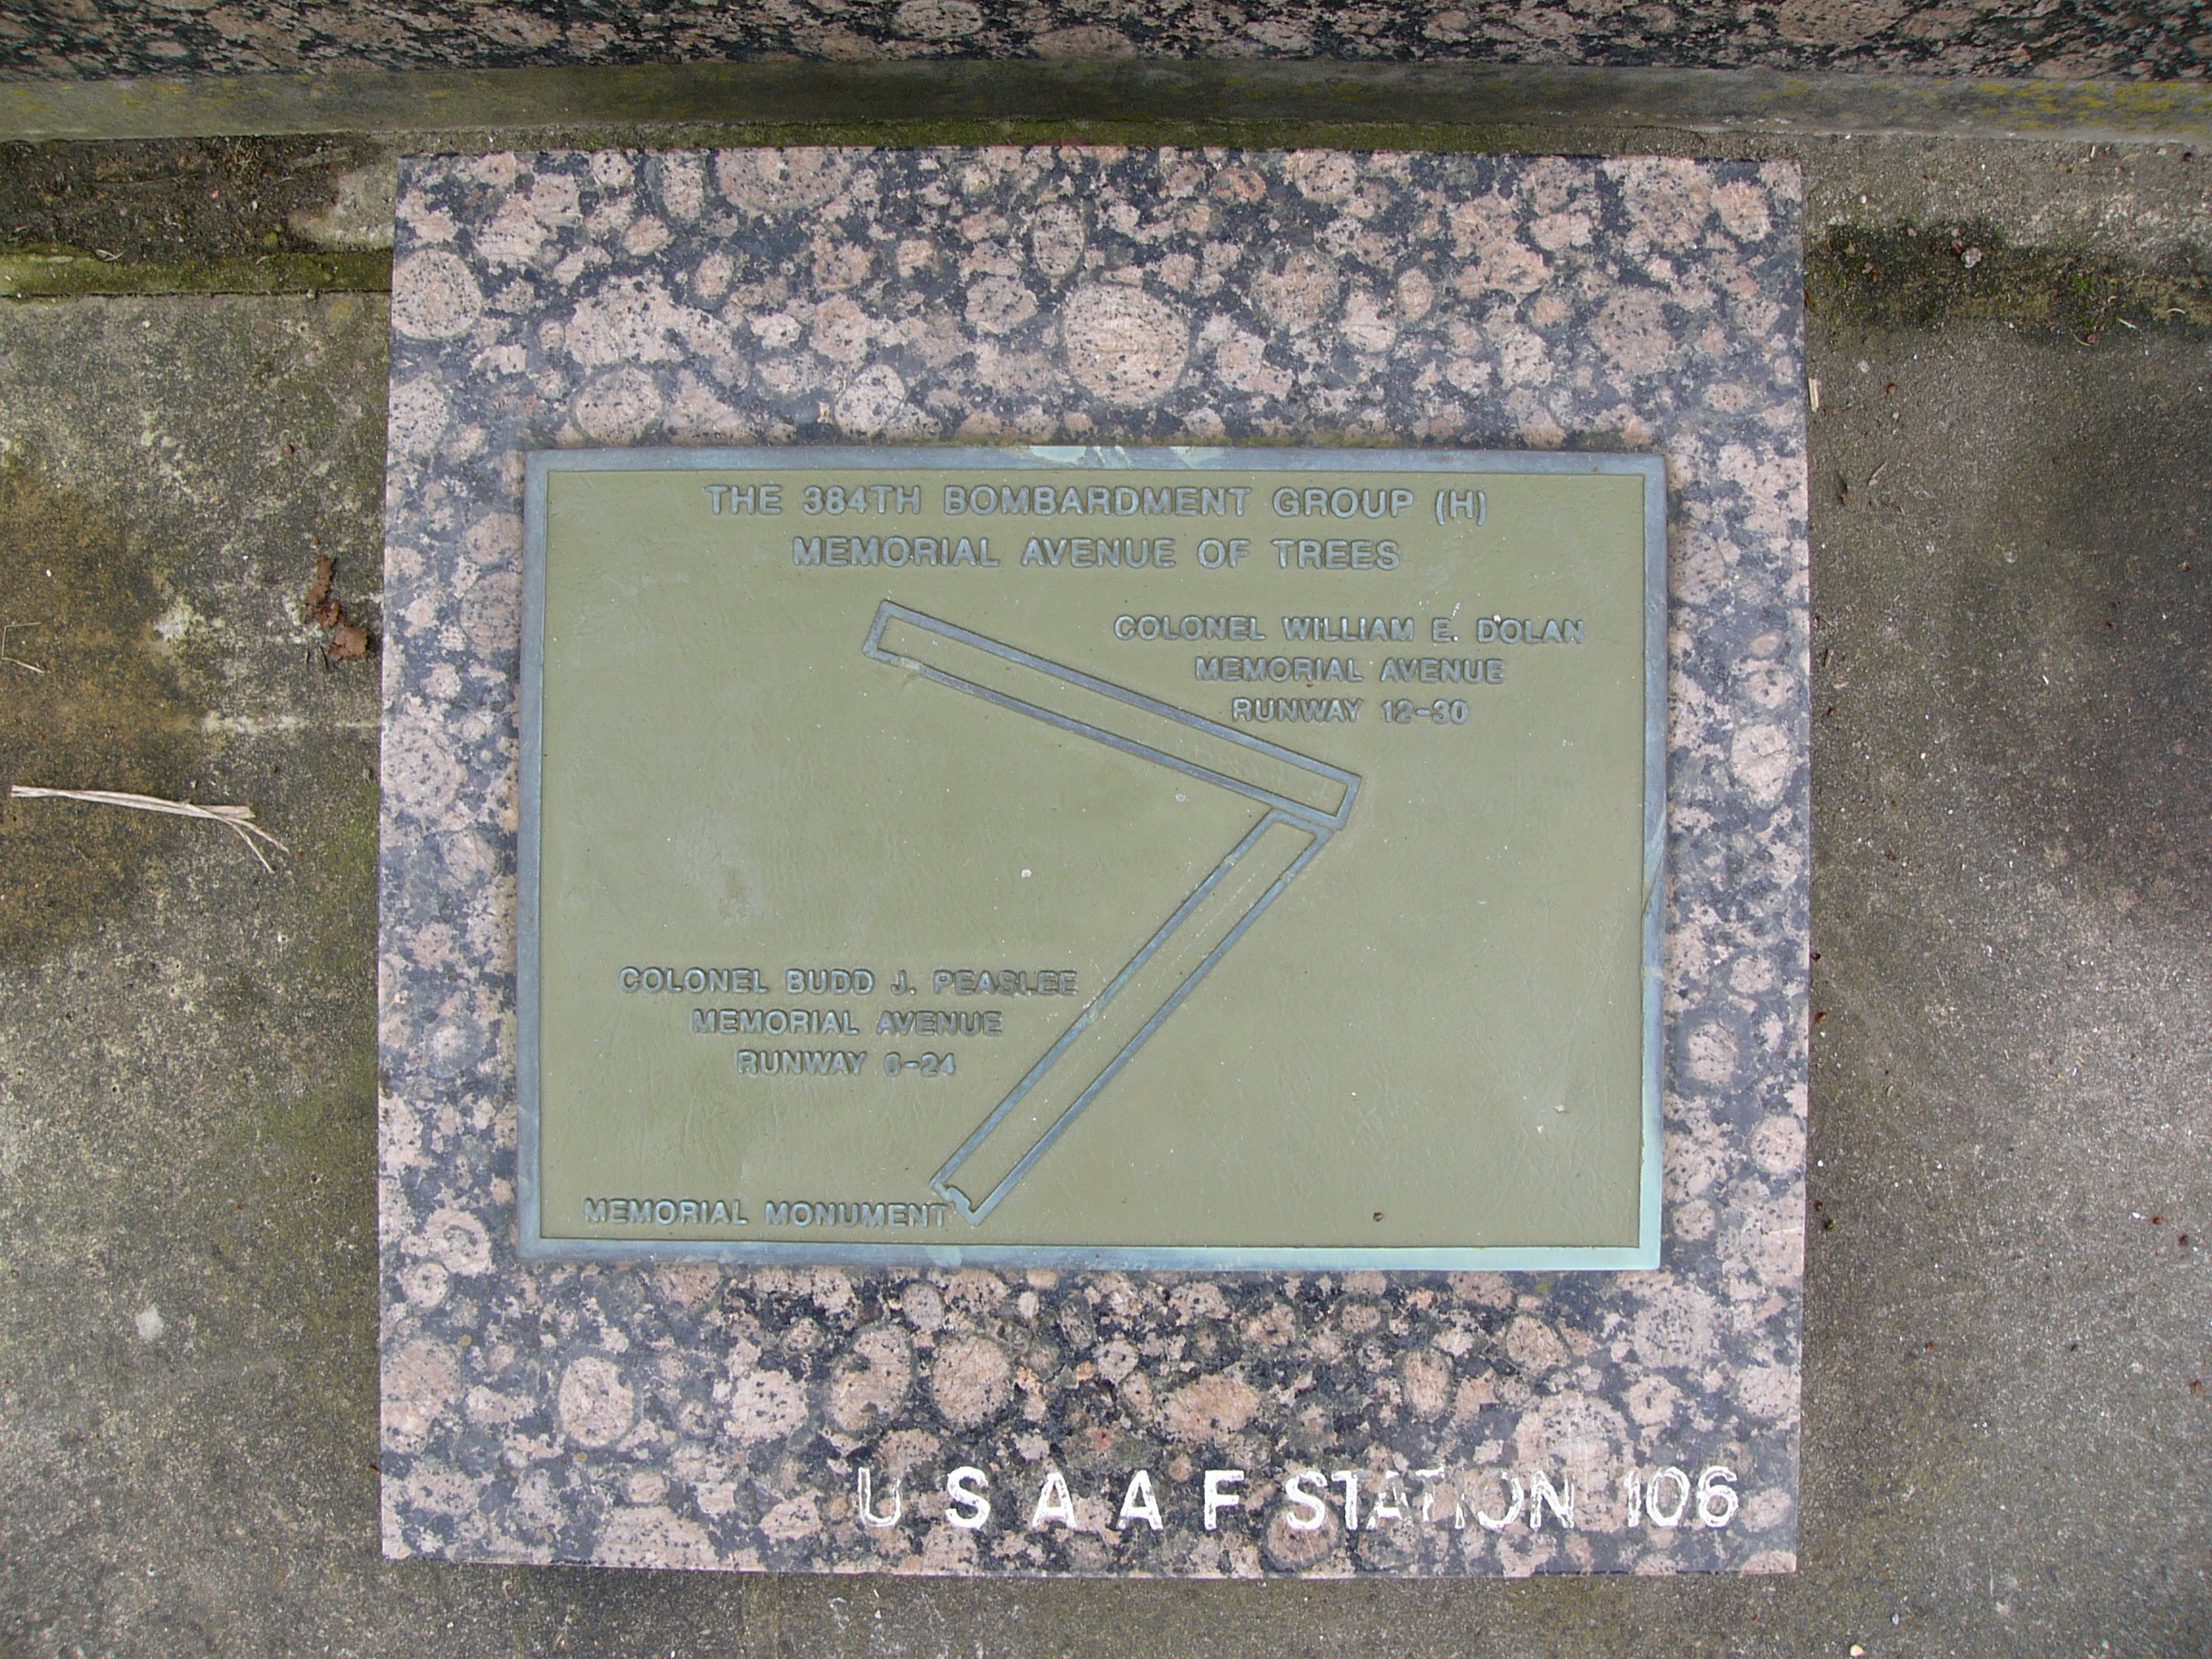 THE 384TH BOMBARDMENT GROUP (H)
MEMORIAL AVENUE OF TREES
COLONEL WILLIAM E. DOLAN
MEMORIAL AVENUE
RUNWAY 12-30
COLONEL BUDD J. PEASLEE
MEMORIAL AVENUE
RUNWAY 6-24
MEMORIAL MONUMENT
U S A A F STATION 106